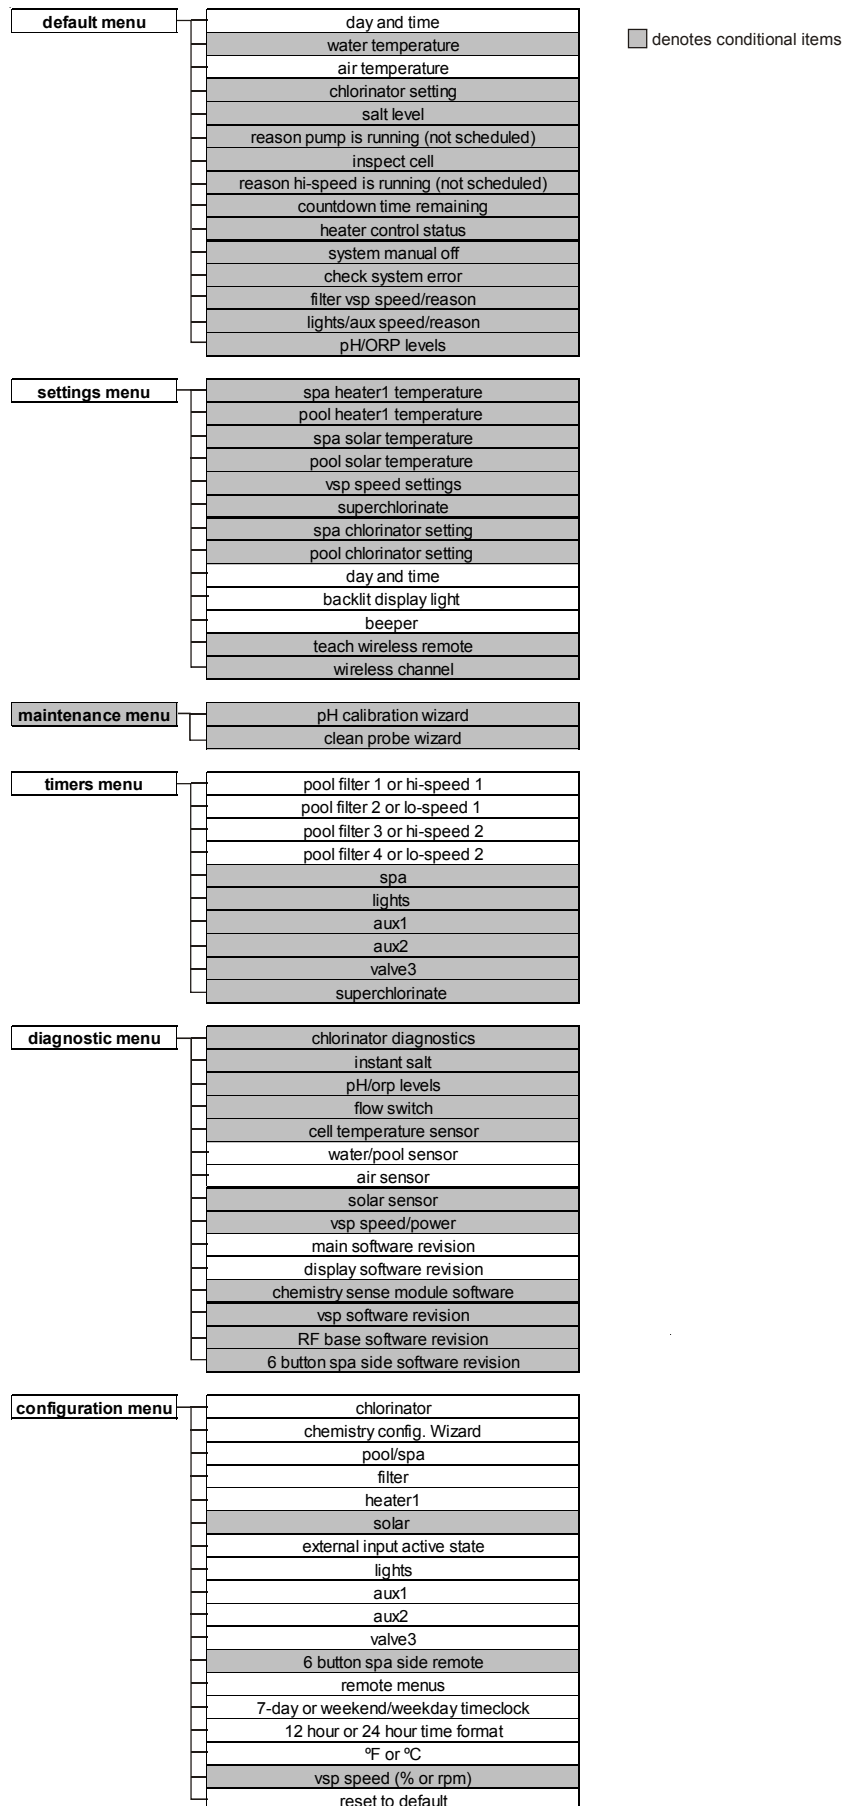 default menu
day and time
water temperature
air temperature
chlorinator setting
salt level
reason pump is running (not scheduled)
inspect cell
reason hi-speed is running (not scheduled)
countdown time remaining
heater control status
system manual off
check system error
filter vsp speed/reason
lights/aux speed/reason
pH/ORP levels
denotes conditional items
settings menu
spa heater1 temperature
pool heater1 temperature
spa solar temperature
pool solar temperature
vsp speed settings
superchlorinate
spa chlorinator setting
pool chlorinator setting
day and time
backlit display light
beeper
teach wireless remote
wireless channel
maintenance menu
pH calibration wizard
clean probe wizard
timers menu
pool filter 1 or hi-speed 1
pool filter 2 or lo-speed 1
pool filter 3 or hi-speed 2
pool filter 4 or lo-speed 2
spa
lights
aux1
aux2
valve3
superchlorinate
diagnostic menu
chlorinator diagnostics
instant salt
pH/orp levels
flow switch
cell temperature sensor
water/pool sensor
air sensor
solar sensor
vsp speed/power
main software revision
display software revision
chemistry sense module software
vsp software revision
RF base software revision
6 button spa side software revision
configuration menu
chlorinator
chemistry config. Wizard
pool/spa
filter
heater1
solar
external input active state
lights
aux1
aux2
valve3
6 button spa side remote
remote menus
7-day or weekend/weekday timeclock
12 hour or 24 hour time format
ºF or ºC
vsp speed (% or rpm)
reset to default